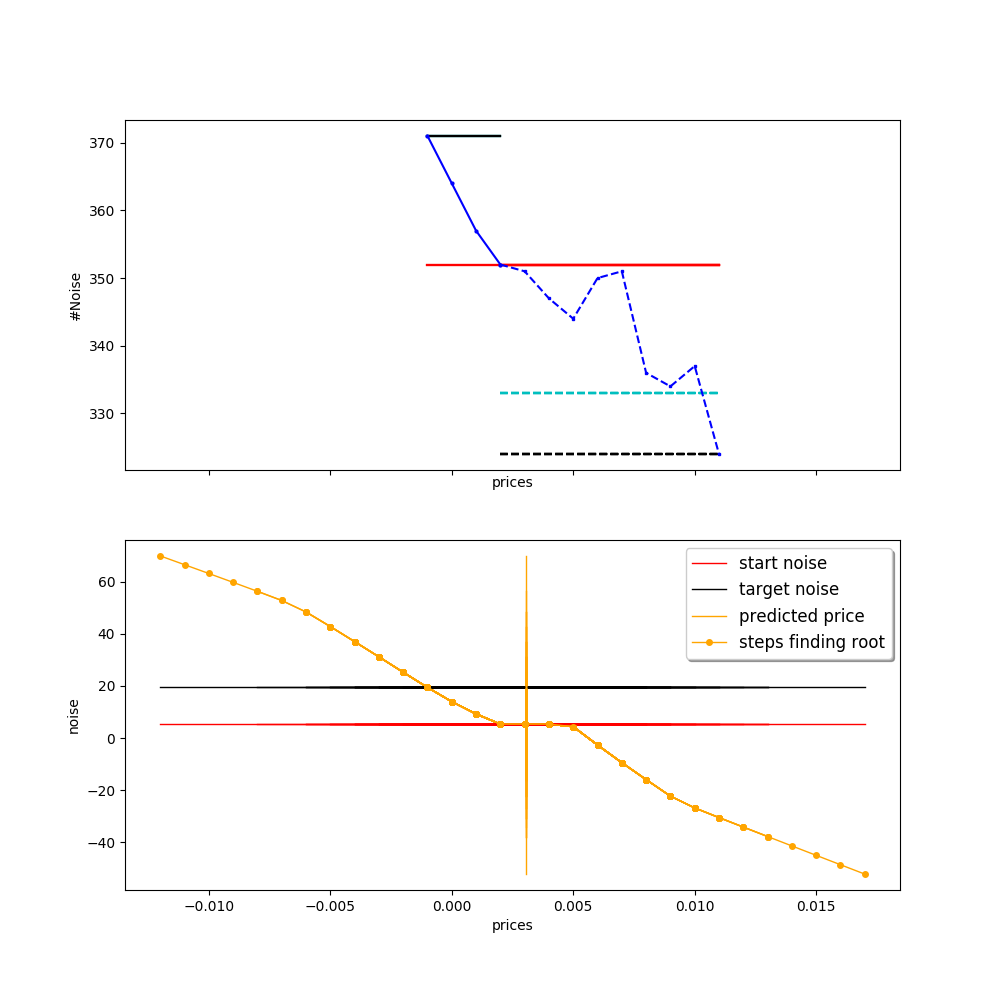 370
360
350
340
330
#Noise
prices
60
40
20
0
−20
−40
noise
start noise
target noise
predicted price
steps finding root
−0.010 −0.005 0.000 0.005 0.010 0.015
prices